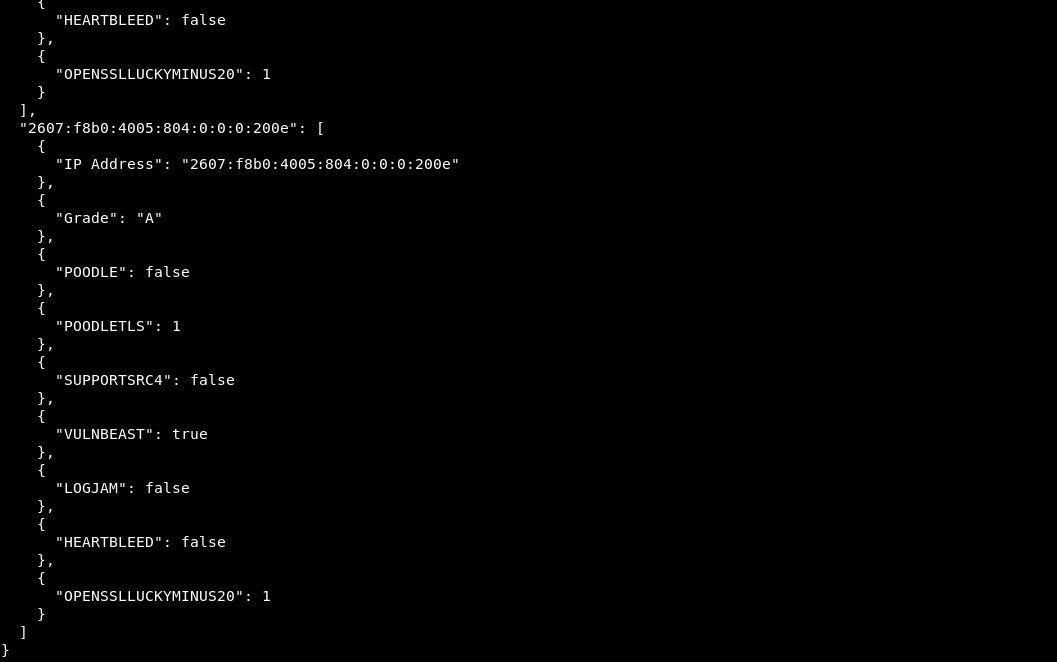 {
"HEARTBLEED": false
},
{
"OPENSSLLUCKYMINUS20": 1
}
],
"2607:f8b0:4005:804:0:0:0:200e": [
{
"IP Address": "2607:f8b0:4005:804:0:0:0:200e"
},
{
"Grade": "A"
},
{
"POODLE": false
},
{
"POODLETLS": 1
},
{
"SUPPORTSRC4": false
},
{
"VULNBEAST": true
},
{
"LOGJAM": false
},
{
"HEARTBLEED": false
},
{
"OPENSSLLUCKYMINUS20": 1
}
]
}